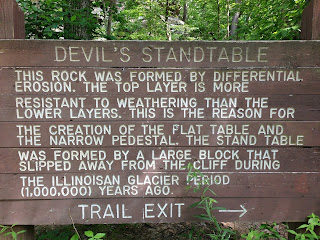 DEVIL'S STANDTABLE
THIS ROCK WAS FORMED BY DIFFERENTIAL
EROSION. THE TOP LAYER IS MORE
RESISTANT TO WEATHERING THAN THE
LOWER LAYERS. THIS IS THE REASON FOR
THE CREATION OF THE FLAT TABLE AND
THE NARROW PEDESTAL. THE STAND TABLE
WAS FORMED BY A LARGE BLOCK THAT
SLIPPED AWAY FROM THE CLIFF DURING
THE ILLINOISAN GLACIER PERIOD
(1,000,000) YEARS AGO.
TRAIL EXIT →